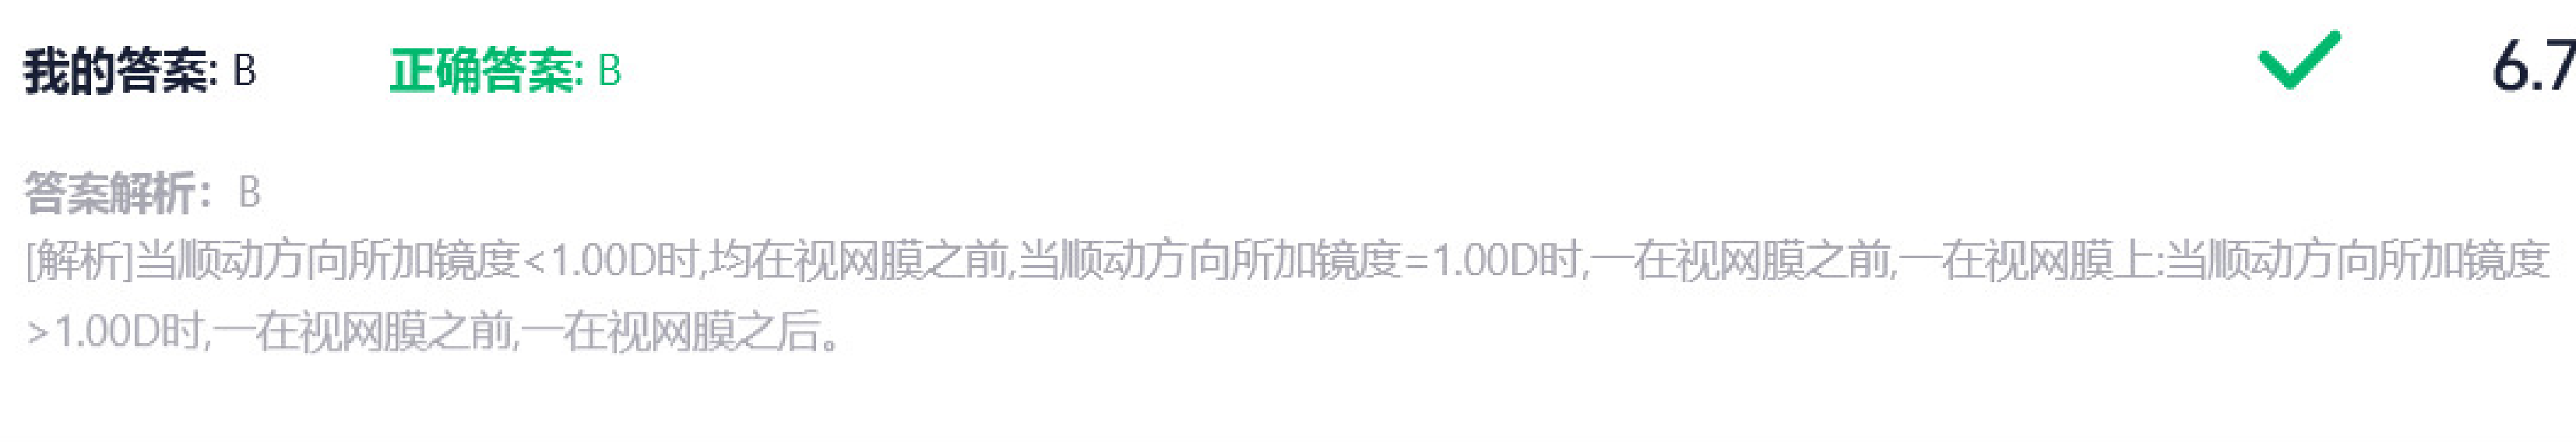 我的答案: B 正确答案: B 6.7
答案解析： B
[解析]当顺动方向所加镜度<1.00D时,均在视网膜之前,当顺动方向所加镜度=1.00D时,一在视网膜之前,一在视网膜上:当顺动方向所加镜度
>1.00D时,一在视网膜之前,一在视网膜之后。